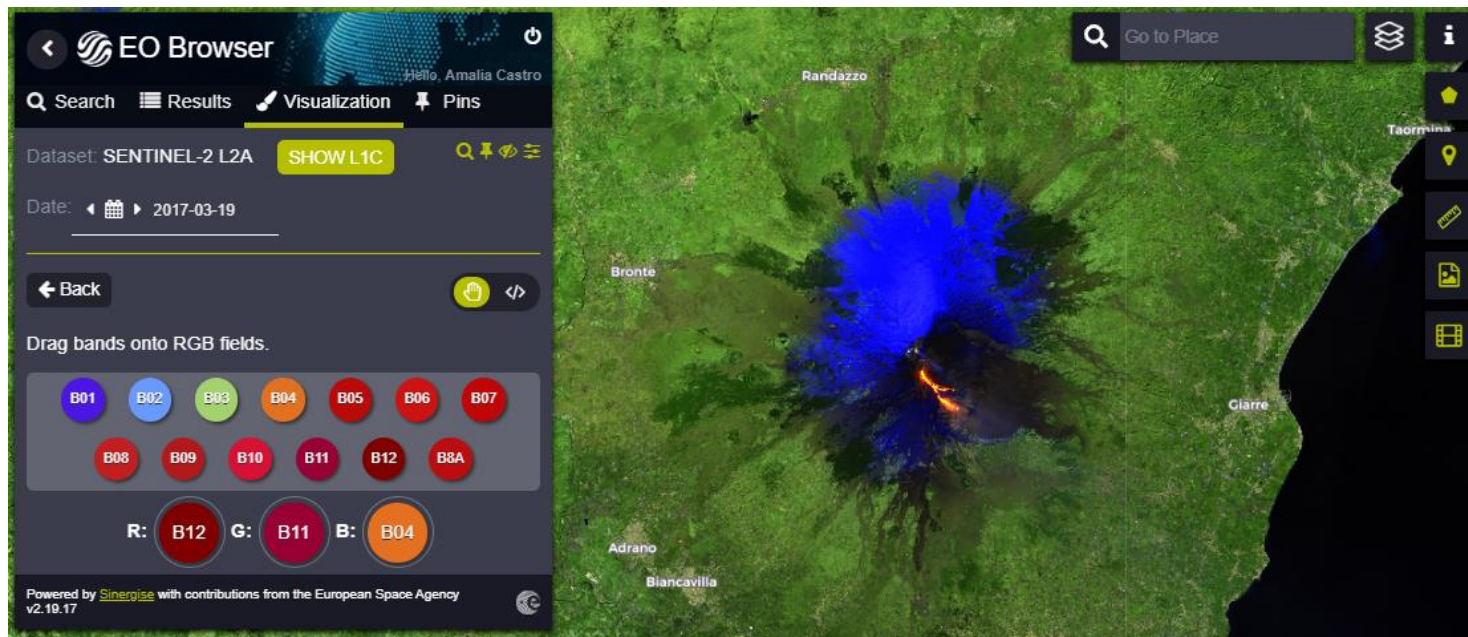 EO Browser
Hello, Amalia Castro
Search Results Visualization Pins
Dataset: SENTINEL-2 L2A SHOW L1C
Date: 2017-03-19
Back </>
Drag bands onto RGB fields.
B01 B02 B03 B04 B05 B06 B07
B08 B09 B10 B11 B12 B8A
R: B12 G: B11 B: B04
Powered by Sinergise with contributions from the European Space Agency
v2.19.17
Go to Place
Randazzo
Taormina
Bronte
Giarre
Adrano
Biancavilla